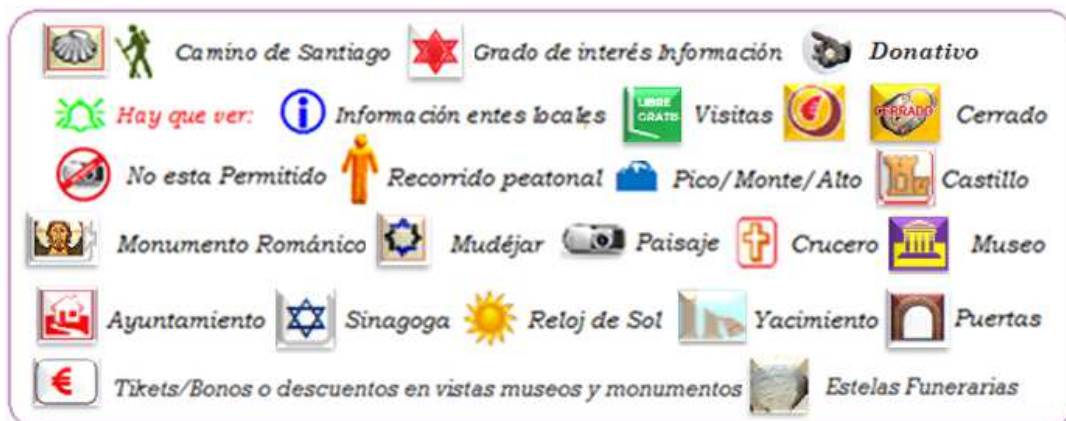 Camino de Santiago Grado de interés Información Donativo
Hay que ver: Información entes locales LIBRE GRATIS Visitas € CERRADO Cerrado
No esta Permitido Recorrido peatonal Pico/Monte/Alto Castillo
Monumento Románico Mudéjar Paisaje Crucero Museo
Ayuntamiento Sinagoga Reloj de Sol Yacimiento Puertas
€ Tikets/Bonos o descuentos en vistas museos y monumentos Estelas Funerarias